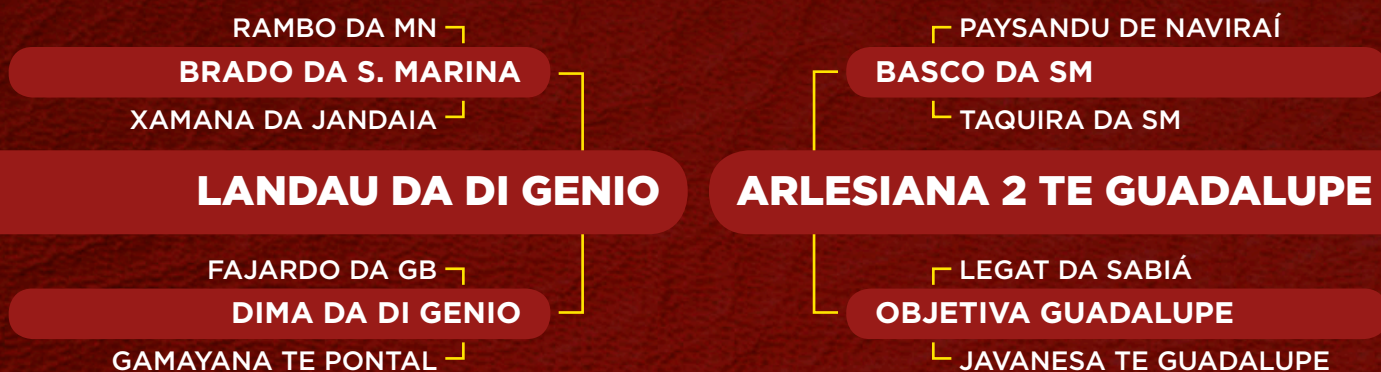 RAMBO DA MN
BRADO DA S. MARINA
XAMANA DA JANDAIA
LANDAU DA DI GENIO
FAJARDO DA GB
DIMA DA DI GENIO
GAMAYANA TE PONTAL
PAYSANDU DE NAVIRAÍ
BASCO DA SM
TAQUIRA DA SM
ARLESIANA 2 TE GUADALUPE
LEGAT DA SABIÁ
OBJETIVA GUADALUPE
JAVANESA TE GUADALUPE